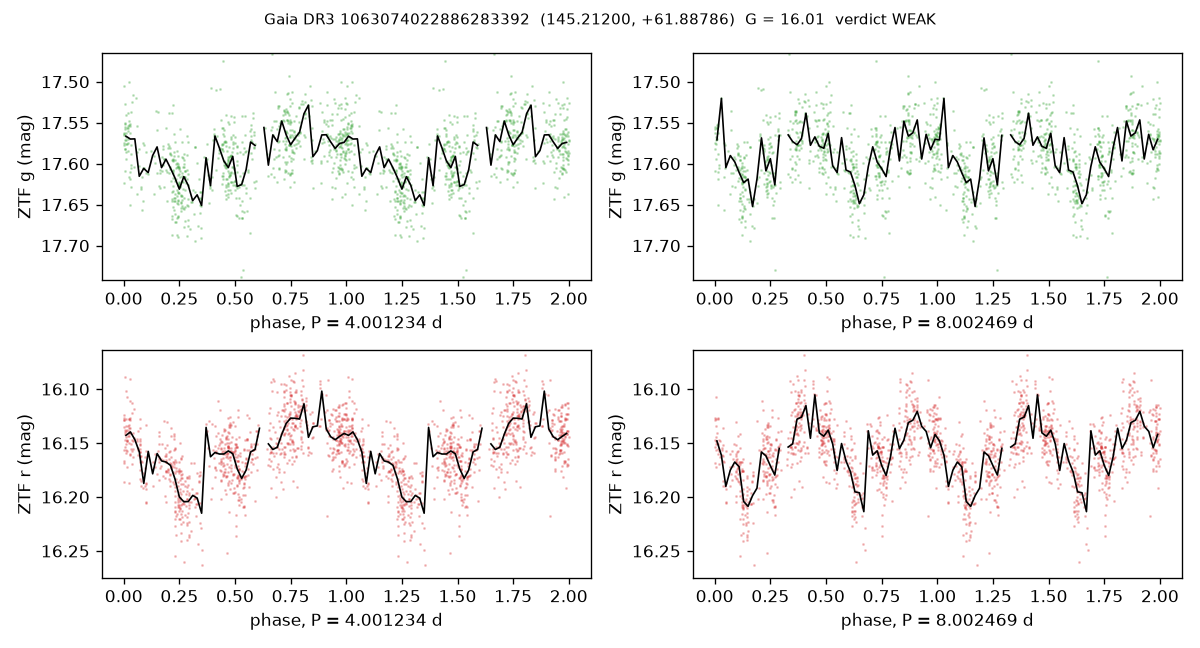 Gaia DR3 1063074022886283392 (145.21200, +61.88786) G = 16.01 verdict WEAK
ZTF g (mag)
17.50
17.55
17.60
17.65
17.70
0.00 0.25 0.50 0.75 1.00 1.25 1.50 1.75 2.00
phase, P = 4.001234 d
ZTF g (mag)
17.50
17.55
17.60
17.65
17.70
0.00 0.25 0.50 0.75 1.00 1.25 1.50 1.75 2.00
phase, P = 8.002469 d
ZTF r (mag)
16.10
16.15
16.20
16.25
0.00 0.25 0.50 0.75 1.00 1.25 1.50 1.75 2.00
phase, P = 4.001234 d
ZTF r (mag)
16.10
16.15
16.20
16.25
0.00 0.25 0.50 0.75 1.00 1.25 1.50 1.75 2.00
phase, P = 8.002469 d